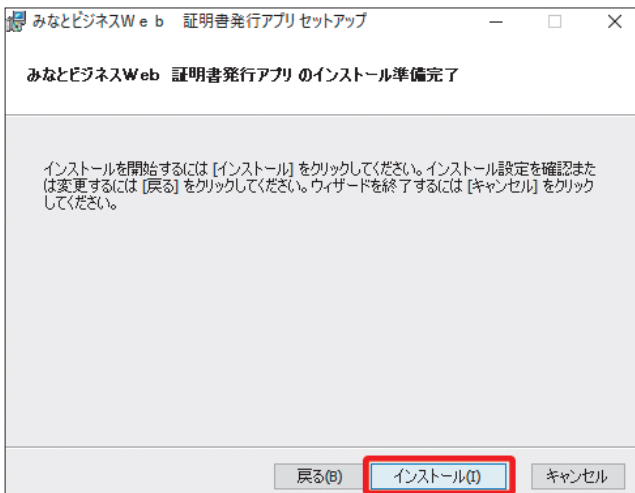 みなとビジネスＷｅｂ　証明書発行アプリ セットアップ
みなとビジネスWeb　証明書発行アプリ のインストール準備完了
インストールを開始するには [インストール] をクリックしてください。インストール設定を確認また
は変更するには [戻る] をクリックしてください。ウィザードを終了するには [キャンセル] をクリック
してください。
戻る(B)　インストール(I)　キャンセル